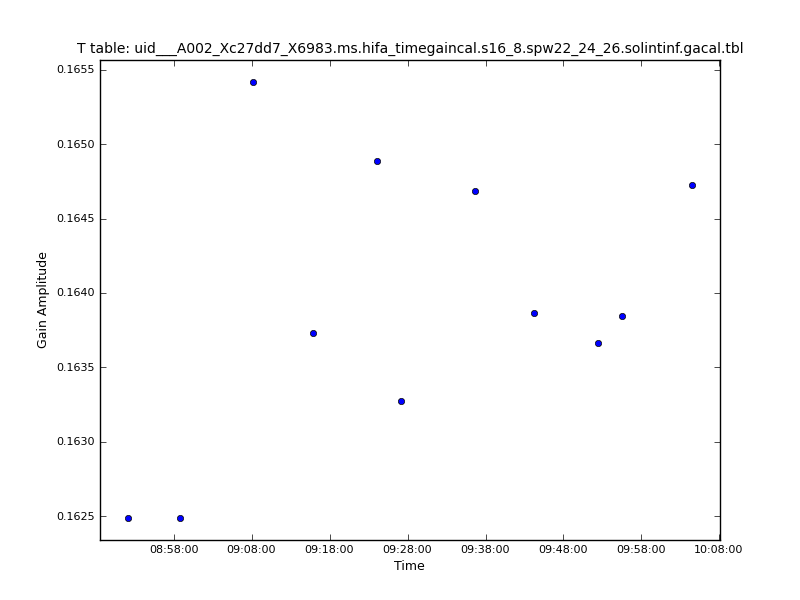 T table: uid___A002_Xc27dd7_X6983.ms.hifa_timegaincal.s16_8.spw22_24_26.solintinf.gacal.tbl
0.1655
0.1650
0.1645
0.1640
0.1635
0.1630
0.1625
Gain Amplitude
08:58:00 09:08:00 09:18:00 09:28:00 09:38:00 09:48:00 09:58:00 10:08:00
Time